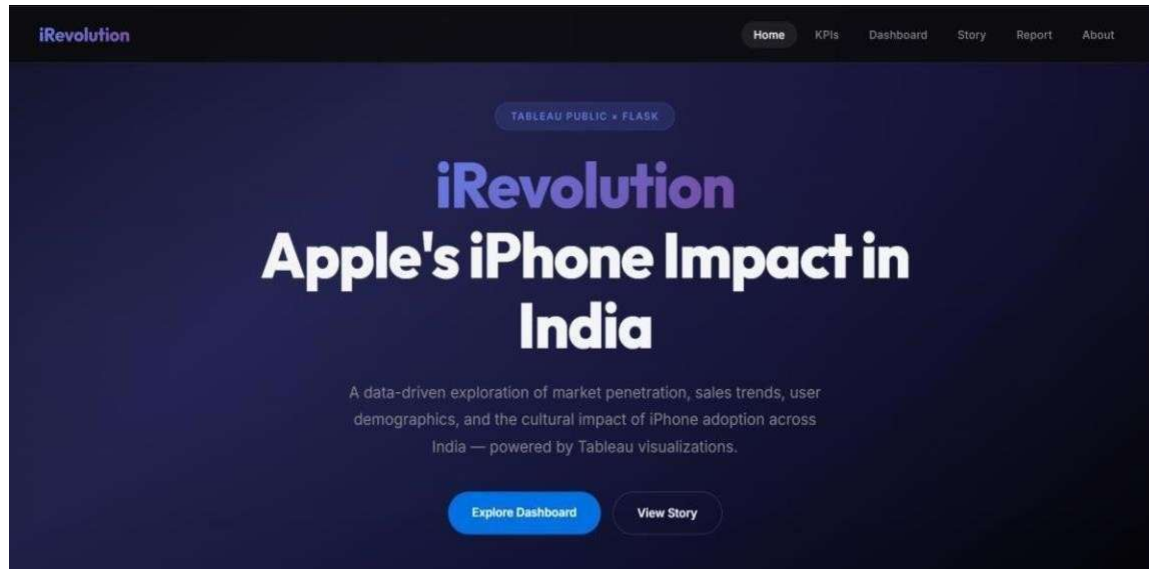 iRevolution
Home KPIs Dashboard Story Report About
TABLEAU PUBLIC × FLASK
iRevolution
Apple's iPhone Impact in
India
A data-driven exploration of market penetration, sales trends, user
demographics, and the cultural impact of iPhone adoption across
India — powered by Tableau visualizations.
Explore Dashboard View Story